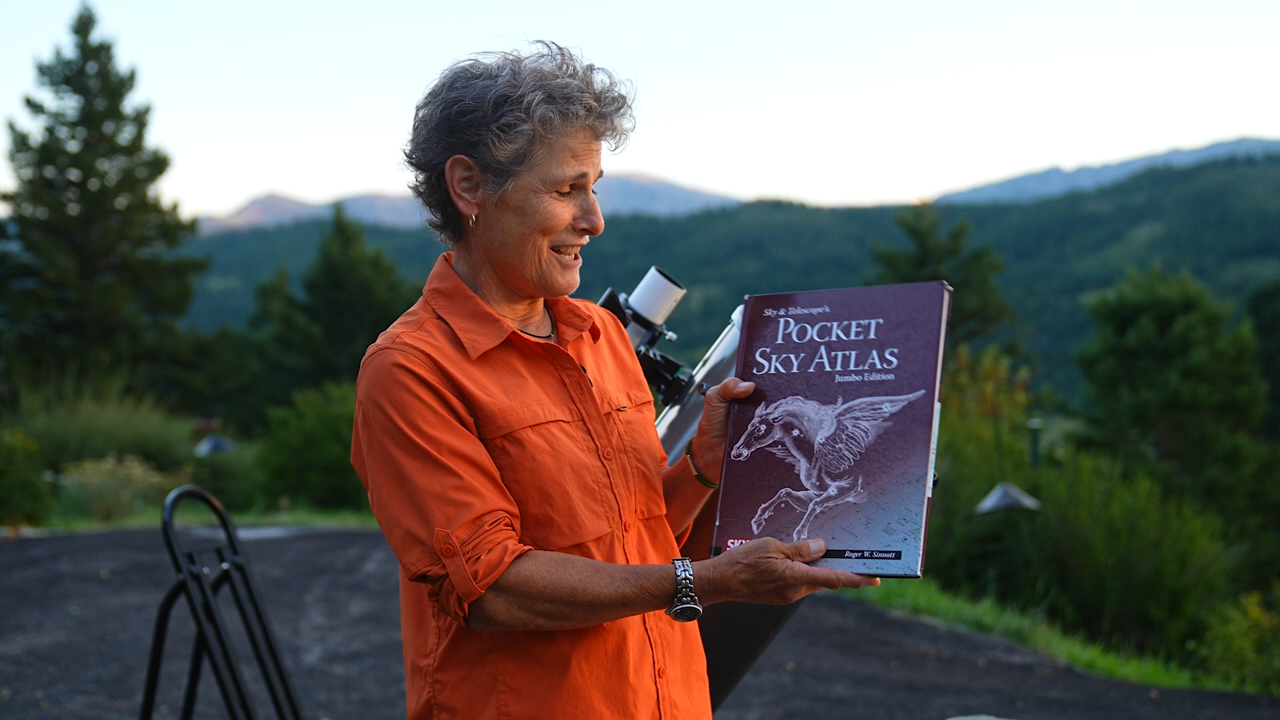 Sky & Telescope's
POCKET
SKY ATLAS
Jumbo Edition
Roger W. Sinnott